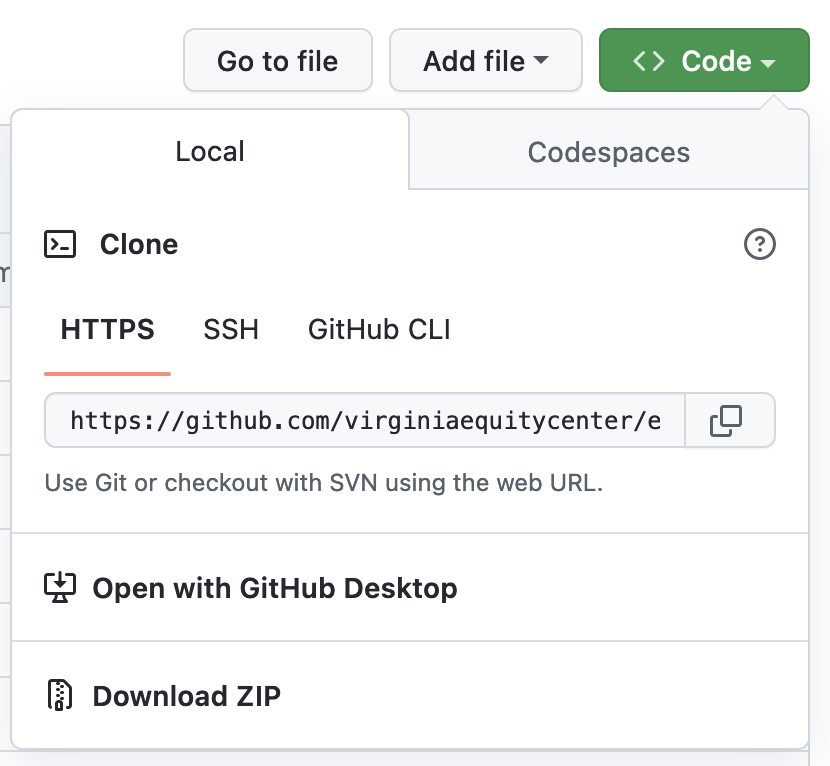 Go to file
Add file
Code
Local
Codespaces
Clone
HTTPS
SSH
GitHub CLI
https://github.com/virginiaequitycenter/e
Use Git or checkout with SVN using the web URL.
Open with GitHub Desktop
Download ZIP